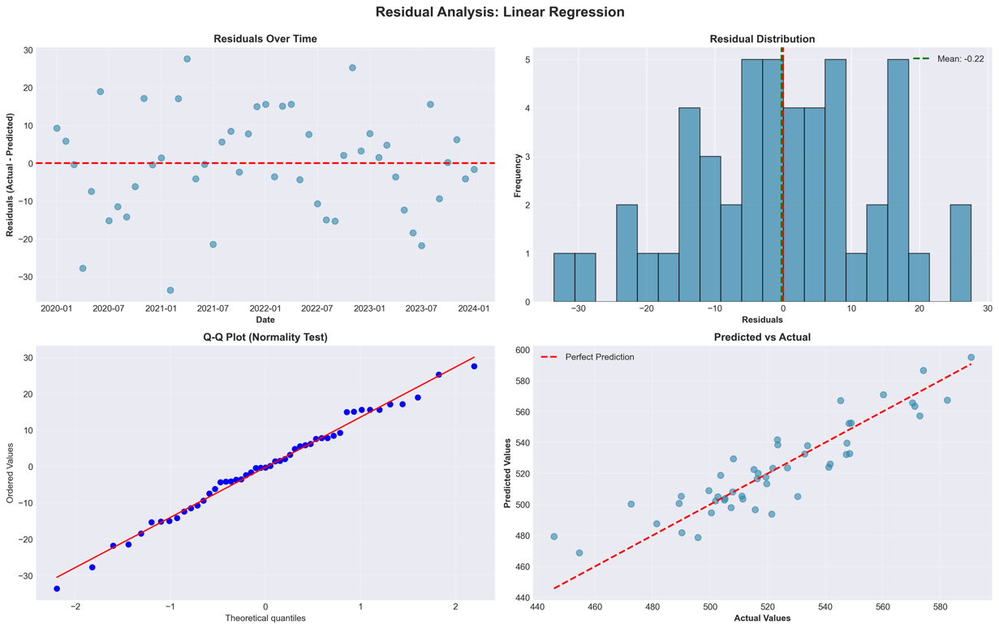 Residual Analysis: Linear Regression
Residuals Over Time
Residuals (Actual - Predicted)
30
20
10
0
−10
−20
−30
2020-01 2020-07 2021-01 2021-07 2022-01 2022-07 2023-01 2023-07 2024-01
Date
Residual Distribution
Mean: -0.22
Frequency
5
4
3
2
1
0
−30 −20 −10 0 10 20 30
Residuals
Q-Q Plot (Normality Test)
Ordered Values
30
20
10
0
−10
−20
−30
−2 −1 0 1 2
Theoretical quantiles
Predicted vs Actual
Perfect Prediction
Predicted Values
600
580
560
540
520
500
480
460
440
440 460 480 500 520 540 560 580
Actual Values